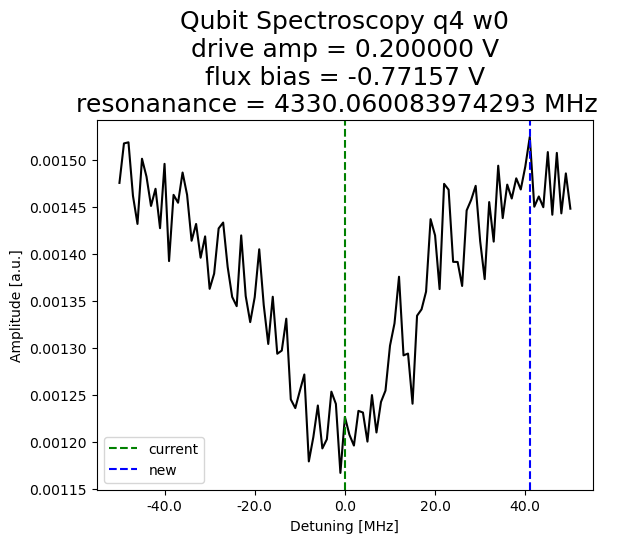 Qubit Spectroscopy q4 w0
drive amp = 0.200000 V
flux bias = -0.77157 V
resonanance = 4330.060083974293 MHz
0.00150
0.00145
0.00140
0.00135
0.00130
0.00125
0.00120
0.00115
Amplitude [a.u.]
current
new
-40.0 -20.0 0.0 20.0 40.0
Detuning [MHz]